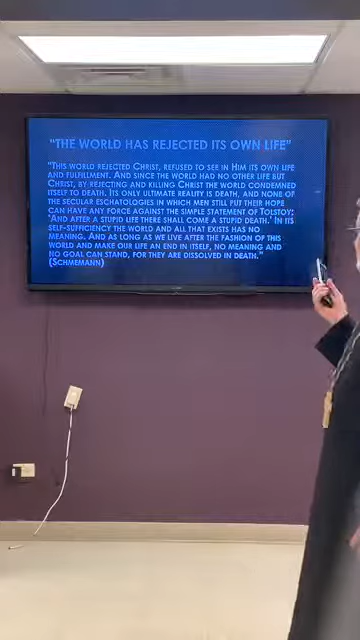 "THE WORLD HAS REJECTED ITS OWN LIFE"
"THIS WORLD REJECTED CHRIST, REFUSED TO SEE IN HIM ITS OWN LIFE
AND FULFILLMENT. AND SINCE THE WORLD HAD NO OTHER LIFE BUT
CHRIST, BY REJECTING AND KILLING CHRIST THE WORLD CONDEMNED
ITSELF TO DEATH. ITS ONLY ULTIMATE REALITY IS DEATH, AND NONE OF
THE SECULAR ESCHATOLOGIES IN WHICH MEN STILL PUT THEIR HOPE
CAN HAVE ANY FORCE AGAINST THE SIMPLE STATEMENT OF TOLSTOY:
'AND AFTER A STUPID LIFE THERE SHALL COME A STUPID DEATH.' IN ITS
SELF-SUFFICIENCY THE WORLD AND ALL THAT EXISTS HAS NO
MEANING. AND AS LONG AS WE LIVE AFTER THE FASHION OF THIS
WORLD AND MAKE OUR LIFE AN END IN ITSELF, NO MEANING AND
NO GOAL CAN STAND, FOR THEY ARE DISSOLVED IN DEATH."
(SCHMEMANN)